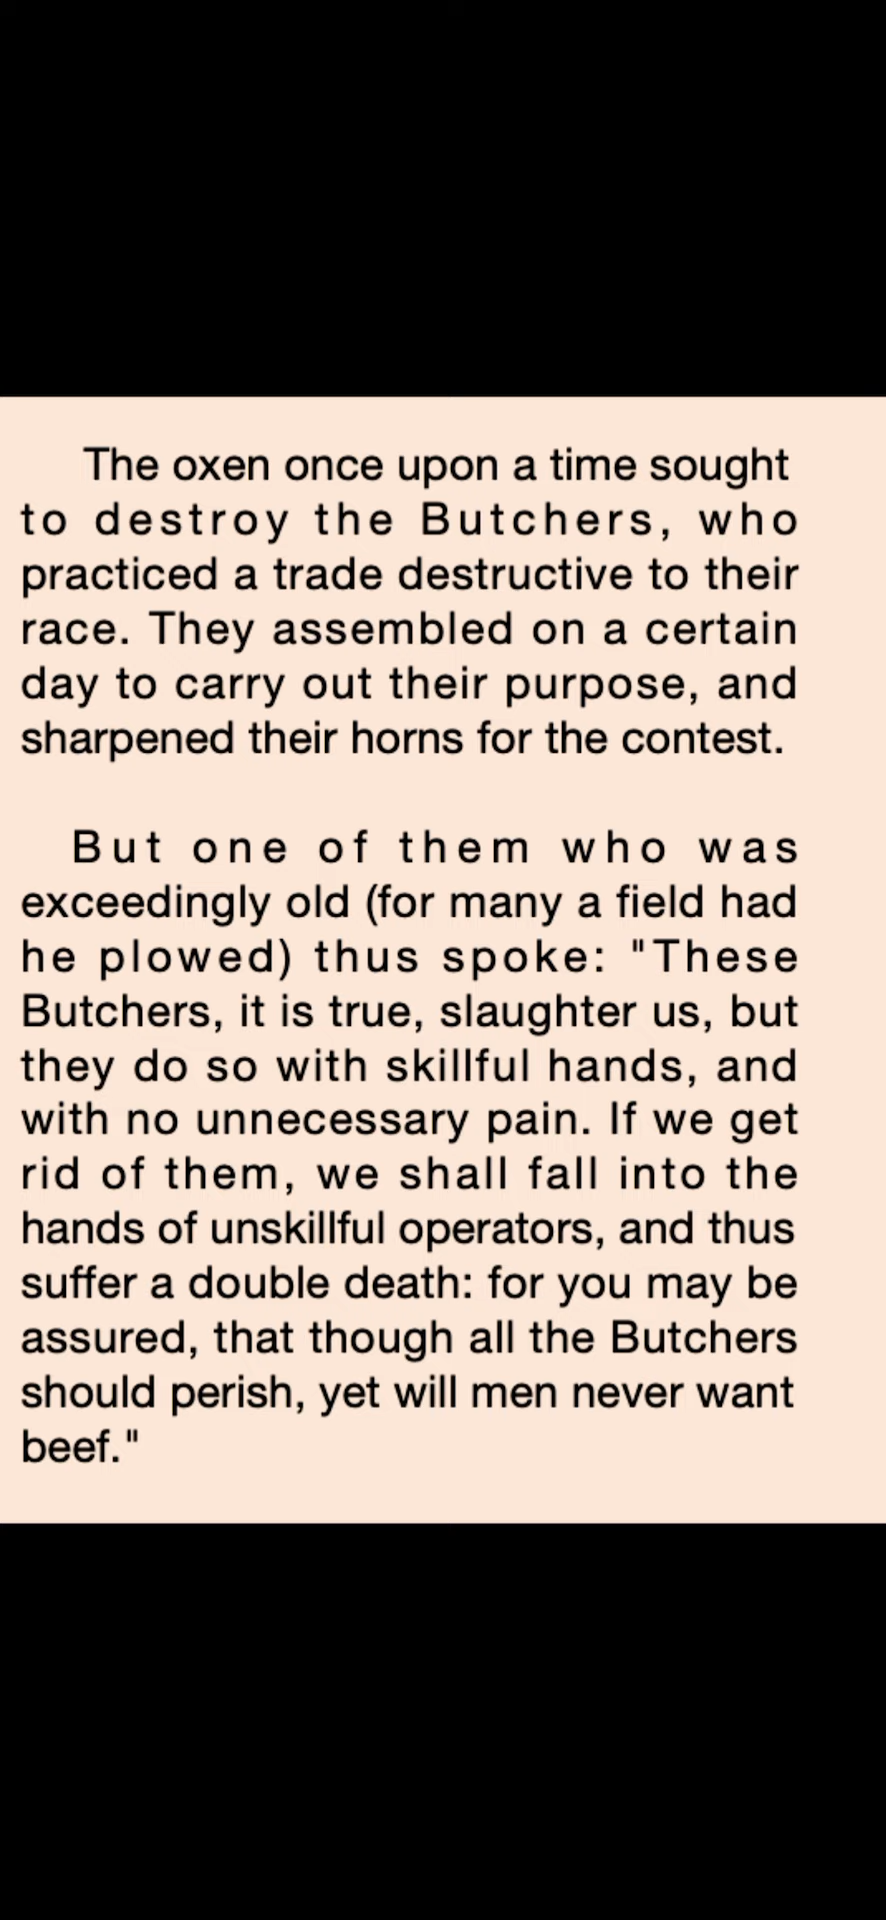 The oxen once upon a time sought
to destroy the Butchers, who
practiced a trade destructive to their
race. They assembled on a certain
day to carry out their purpose, and
sharpened their horns for the contest.
But one of them who was
exceedingly old (for many a field had
he plowed) thus spoke: "These
Butchers, it is true, slaughter us, but
they do so with skillful hands, and
with no unnecessary pain. If we get
rid of them, we shall fall into the
hands of unskillful operators, and thus
suffer a double death: for you may be
assured, that though all the Butchers
should perish, yet will men never want
beef."